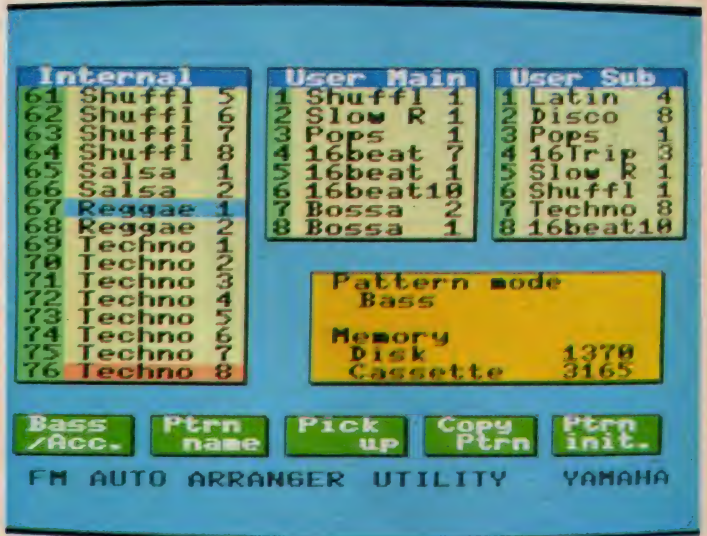 Internal
61 Shuffl 5
62 Shuffl 6
63 Shuffl 7
64 Shuffl 8
65 Salsa 1
66 Salsa 2
67 Reggae 1
68 Reggae 2
69 Techno 1
70 Techno 2
71 Techno 3
72 Techno 4
73 Techno 5
74 Techno 6
75 Techno 7
76 Techno 8
User Main
1 Shuffl 1
2 Slow R 1
3 Pops 1
4 16beat 7
5 16beat 1
6 16beat10
7 Bossa 2
8 Bossa 1
User Sub
1 Latin 4
2 Disco 8
3 Pops 1
4 16Trip 3
5 Slow R 1
6 Shuffl 1
7 Techno 8
8 16beat10
Pattern mode
Bass
Memory
Disk 1370
Cassette 3165
Bass
/Acc.
Ptrn
name
Pick
up
Copy
Ptrn
Ptrn
init.
FM AUTO ARRANGER UTILITY YAMAHA